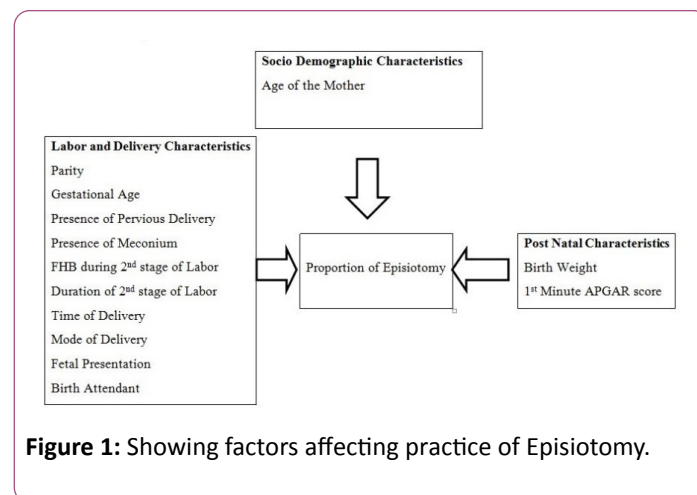 Socio Demographic Characteristics
Age of the Mother
Labor and Delivery Characteristics
Parity
Gestational Age
Presence of Pervious Delivery
Presence of Meconium
FHB during 2nd stage of Labor
Duration of 2nd stage of Labor
Time of Delivery
Mode of Delivery
Fetal Presentation
Birth Attendant
Proportion of Episiotomy
Post Natal Characteristics
Birth Weight
1st Minute APGAR score
Figure 1: Showing factors affecting practice of Episiotomy.